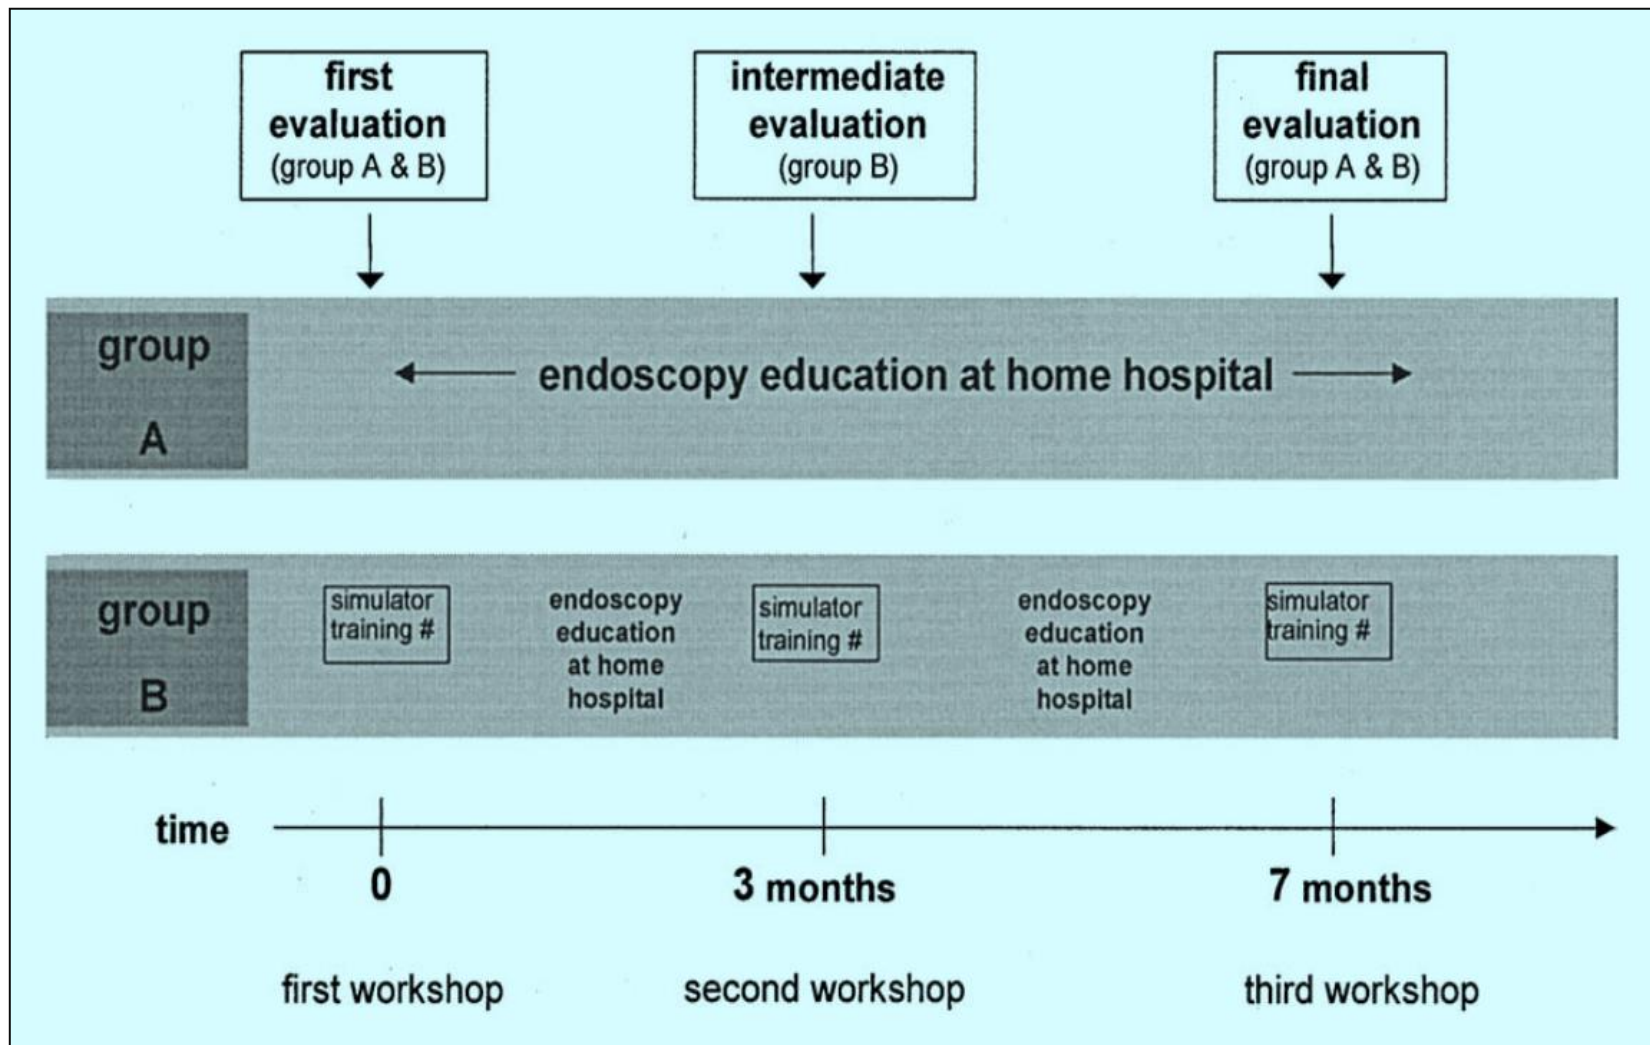 first
evaluation
(group A & B)
intermediate
evaluation
(group B)
final
evaluation
(group A & B)
group
A
endoscopy education at home hospital
group
B
simulator
training #
endoscopy
education
at home
hospital
simulator
training #
endoscopy
education
at home
hospital
simulator
training #
time
0
3 months
7 months
first workshop
second workshop
third workshop